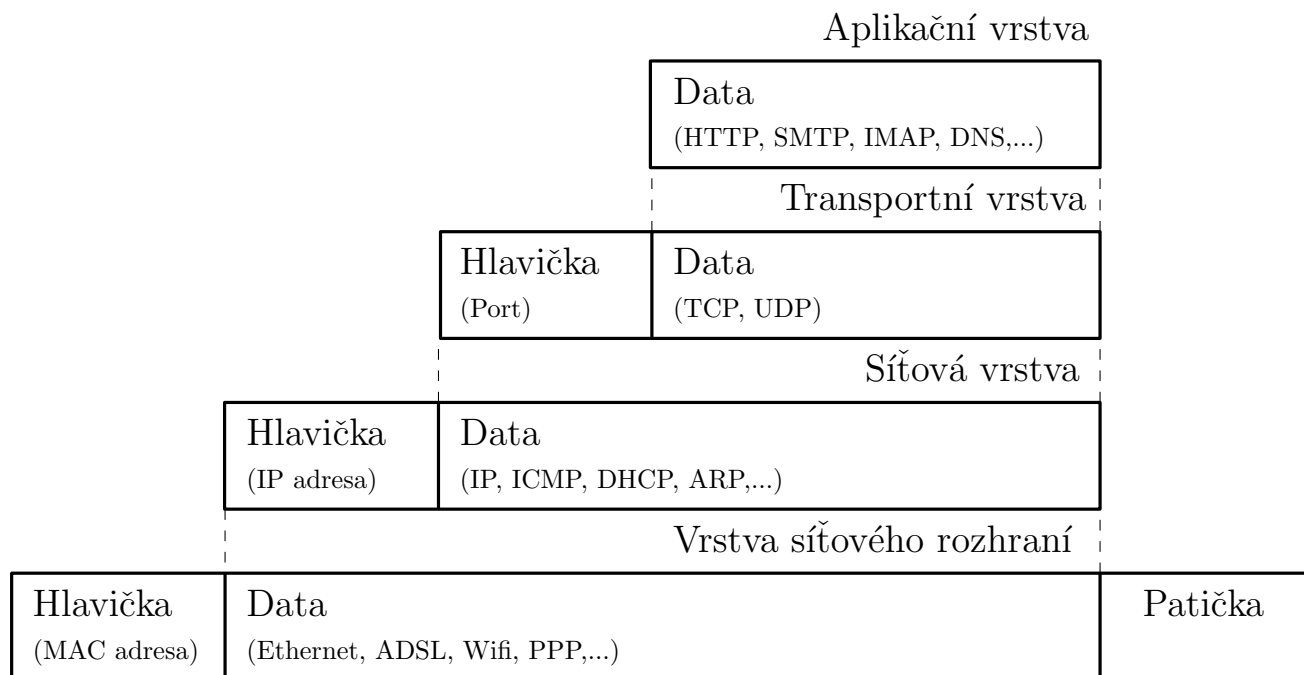 Aplikační vrstva
Data
(HTTP, SMTP, IMAP, DNS,...)
Transportní vrstva
Hlavička
(Port)
Data
(TCP, UDP)
Síťová vrstva
Hlavička
(IP adresa)
Data
(IP, ICMP, DHCP, ARP,...)
Vrstva síťového rozhraní
Hlavička
(MAC adresa)
Data
(Ethernet, ADSL, Wifi, PPP,...)
Patička